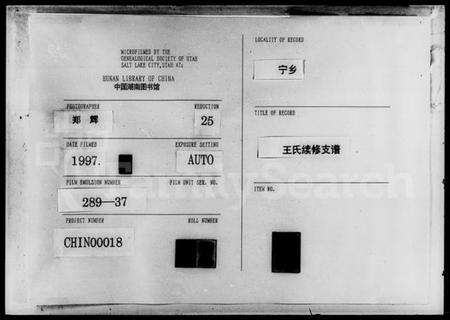 MICROFILMED BY THE
GENEALOGICAL SOCIETY OF UTAH
SALT LAKE CITY, UTAH AT:
HUNAN LIBRARY OF CHINA
中国湖南图书馆
PHOTOGRAPHER
REDUCTION
郑 辉
25
DATE FILMED
EXPOSURE SETTING
1997.
AUTO
FILM EMULSION NUMBER
FILM UNIT SER. NO.
289—37
PROJECT NUMBER
ROLL NUMBER
CHIN00018
LOCALITY OF RECORD
宁乡
TITLE OF RECORD
王氏续修支谱
ITEM NO.
FamilySearch